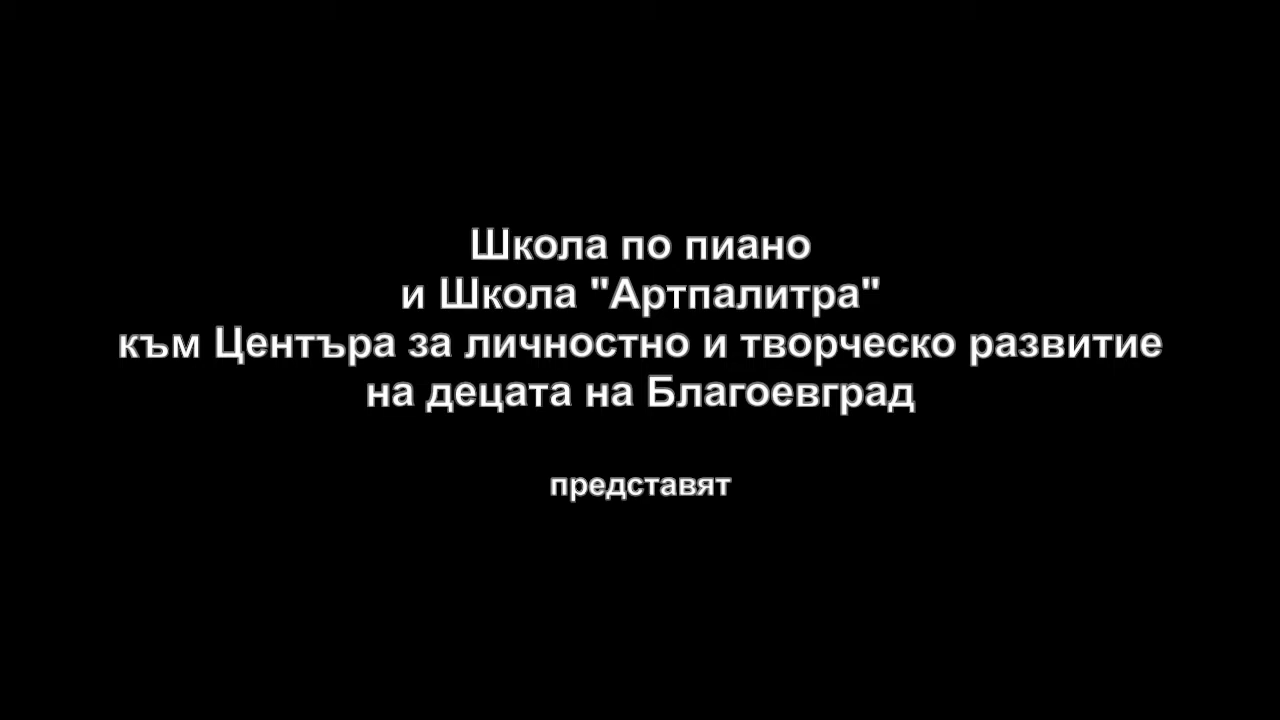 Школа по пиано
и Школа "Артпалитра"
към Центъра за личностно и творческо развитие
на децата на Благоевград
представят